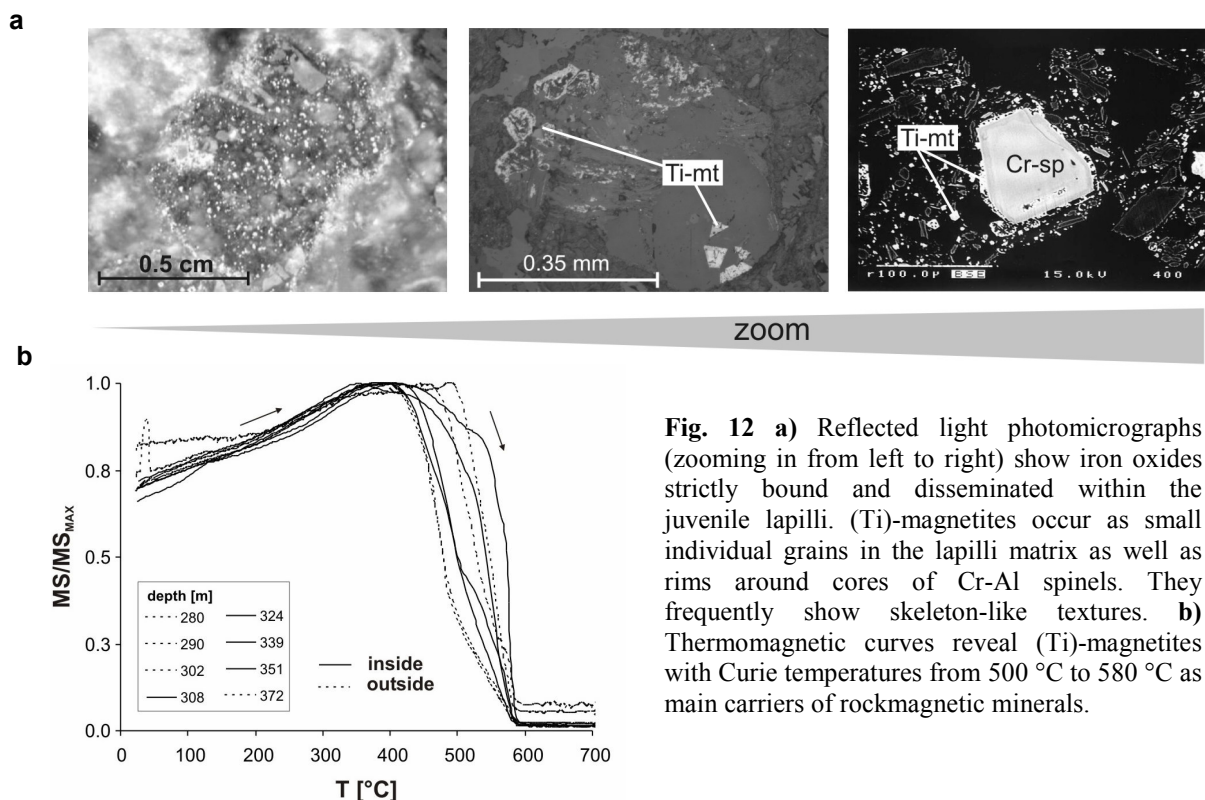 a
0.5 cm
Ti-mt
0.35 mm
Ti-mt
Cr-sp
r100.0µ BSE 15.0kV 400
zoom
b
1.0
0.8
0.5
0.3
0.0
MS/MSMAX
0 100 200 300 400 500 600 700
T [°C]
depth [m]
280 324
290 339
302 351
308 372
inside
outside
Fig. 12 a) Reflected light photomicrographs
(zooming in from left to right) show iron oxides
strictly bound and disseminated within the
juvenile lapilli. (Ti)-magnetites occur as small
individual grains in the lapilli matrix as well as
rims around cores of Cr-Al spinels. They
frequently show skeleton-like textures. b)
Thermomagnetic curves reveal (Ti)-magnetites
with Curie temperatures from 500 °C to 580 °C as
main carriers of rockmagnetic minerals.